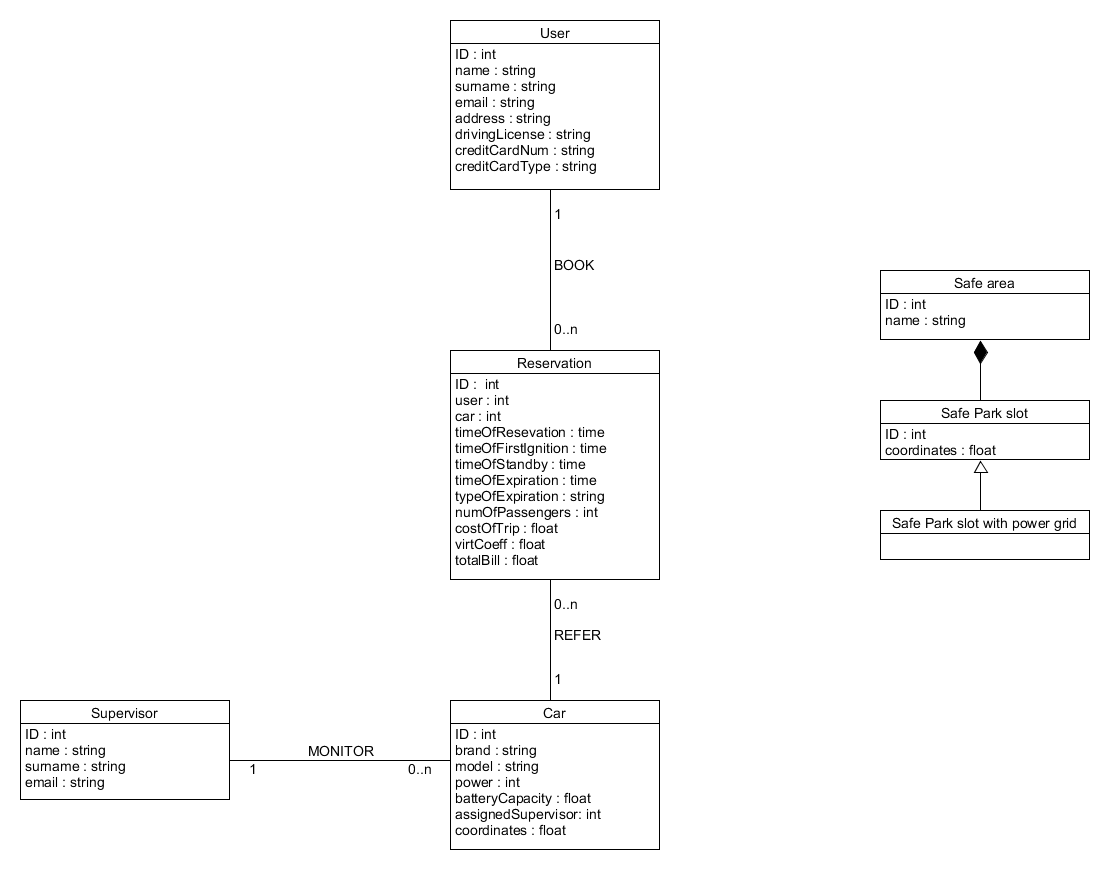 User
ID : int
name : string
surname : string
email : string
address : string
drivingLicense : string
creditCardNum : string
creditCardType : string
1
BOOK
0..n
Reservation
ID :  int
user : int
car : int
timeOfResevation : time
timeOfFirstIgnition : time
timeOfStandby : time
timeOfExpiration : time
typeOfExpiration : string
numOfPassengers : int
costOfTrip : float
virtCoeff : float
totalBill : float
0..n
REFER
1
Supervisor
ID : int
name : string
surname : string
email : string
MONITOR
1
0..n
Car
ID : int
brand : string
model : string
power : int
batteryCapacity : float
assignedSupervisor: int
coordinates : float
Safe area
ID : int
name : string
Safe Park slot
ID : int
coordinates : float
Safe Park slot with power grid